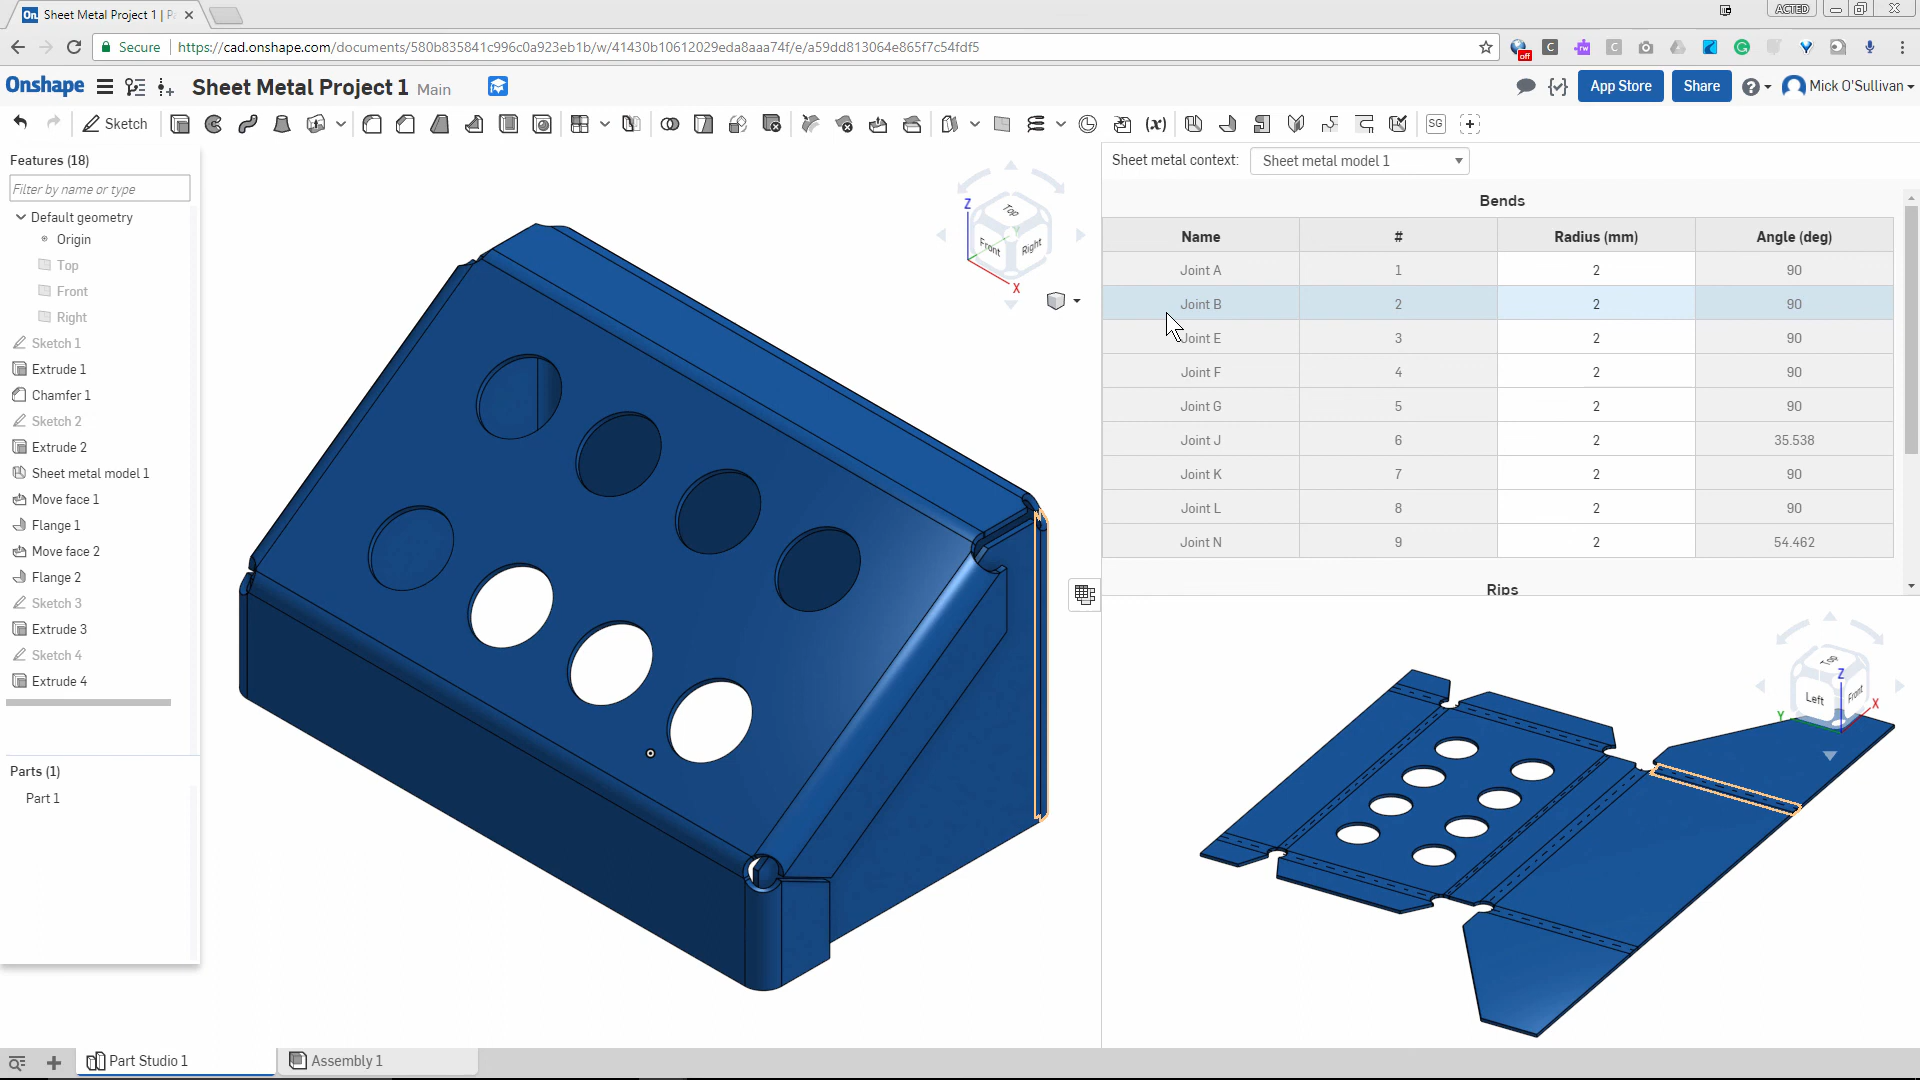 Sheet Metal Project 1 | P
ACTED
Secure https://cad.onshape.com/documents/580b835841c996c0a923eb1b/w/41430b10612029eda8aaa74f/e/a59dd813064e865f7c54fdf5
off
Onshape Sheet Metal Project 1 Main App Store Share Mick O'Sullivan
Sketch (x) SG
Features (18)
Filter by name or type
Default geometry
Origin
Top
Front
Right
Sketch 1
Extrude 1
Chamfer 1
Sketch 2
Extrude 2
Sheet metal model 1
Move face 1
Flange 1
Move face 2
Flange 2
Sketch 3
Extrude 3
Sketch 4
Extrude 4
Parts (1)
Part 1
Z
Top
Front
Right
X
Sheet metal context: Sheet metal model 1
Bends
Name # Radius (mm) Angle (deg)
Joint A 1 2 90
Joint B 2 2 90
Joint E 3 2 90
Joint F 4 2 90
Joint G 5 2 90
Joint J 6 2 35.538
Joint K 7 2 90
Joint L 8 2 90
Joint N 9 2 54.462
Rips
Top
Z
Left
Front
X
Y
Part Studio 1
Assembly 1